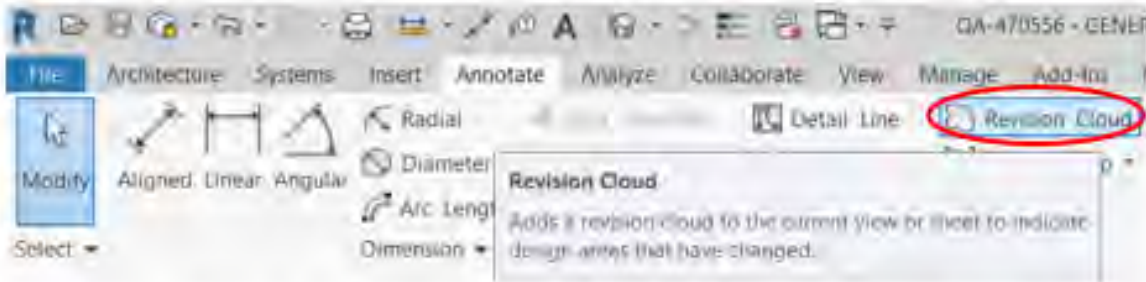 QA-470556 - GENER
File Architecture Systems Insert Annotate Analyze Collaborate View Manage Add-Ins
Modify Aligned Linear Angular
Radial
Diameter
Arc Lengt
Detail Line
Revision Cloud
Select
Dimension
Revision Cloud
Adds a revision cloud to the current view or sheet to indicate
design areas that have changed.